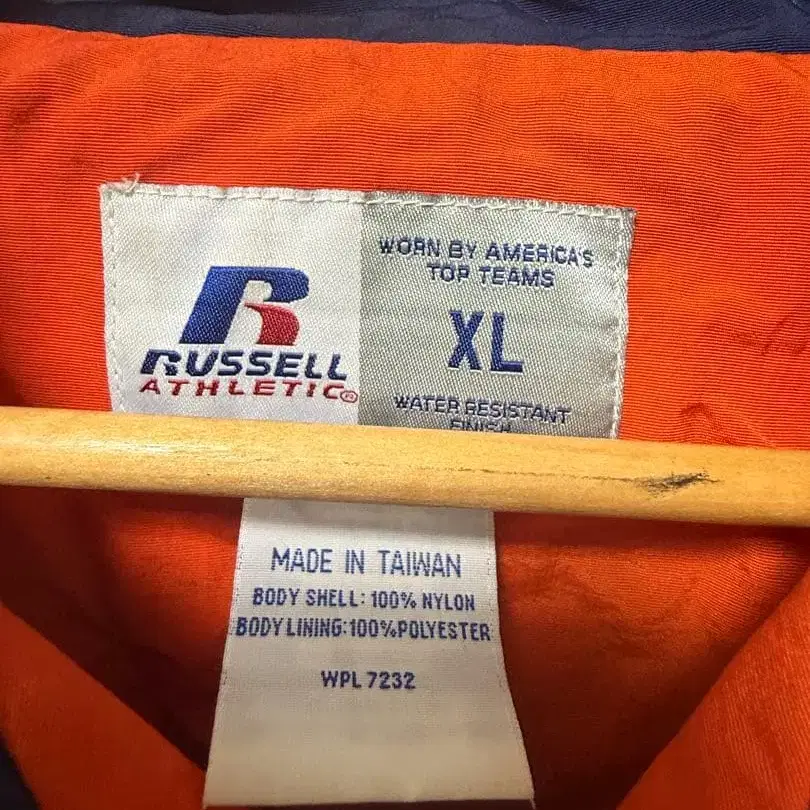 WORN BY AMERICA'S
TOP TEAMS
XL
RUSSELL
ATHLETIC®
WATER RESISTANT
FINISH
MADE IN TAIWAN
BODY SHELL: 100% NYLON
BODY LINING:100%POLYESTER
WPL 7232